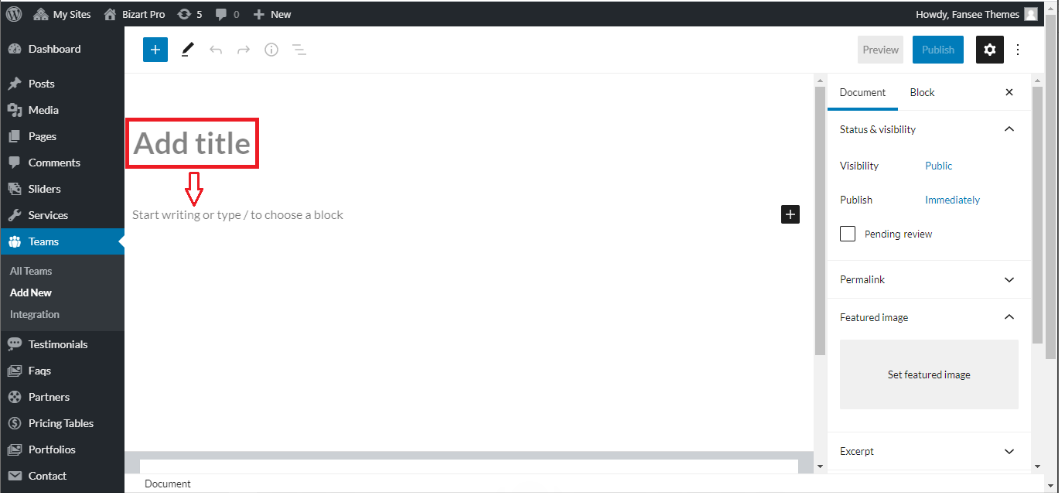 My Sites Bizart Pro 5 0 New Howdy, Fansee Themes
Dashboard
Posts
Media
Pages
Comments
Sliders
Services
Teams
All Teams
Add New
Integration
Testimonials
Faqs
Partners
Pricing Tables
Portfolios
Contact
Preview Publish
Add title
Start writing or type / to choose a block
Document Block
Status & visibility
Visibility Public
Publish Immediately
Pending review
Permalink
Featured image
Set featured image
Excerpt
Document